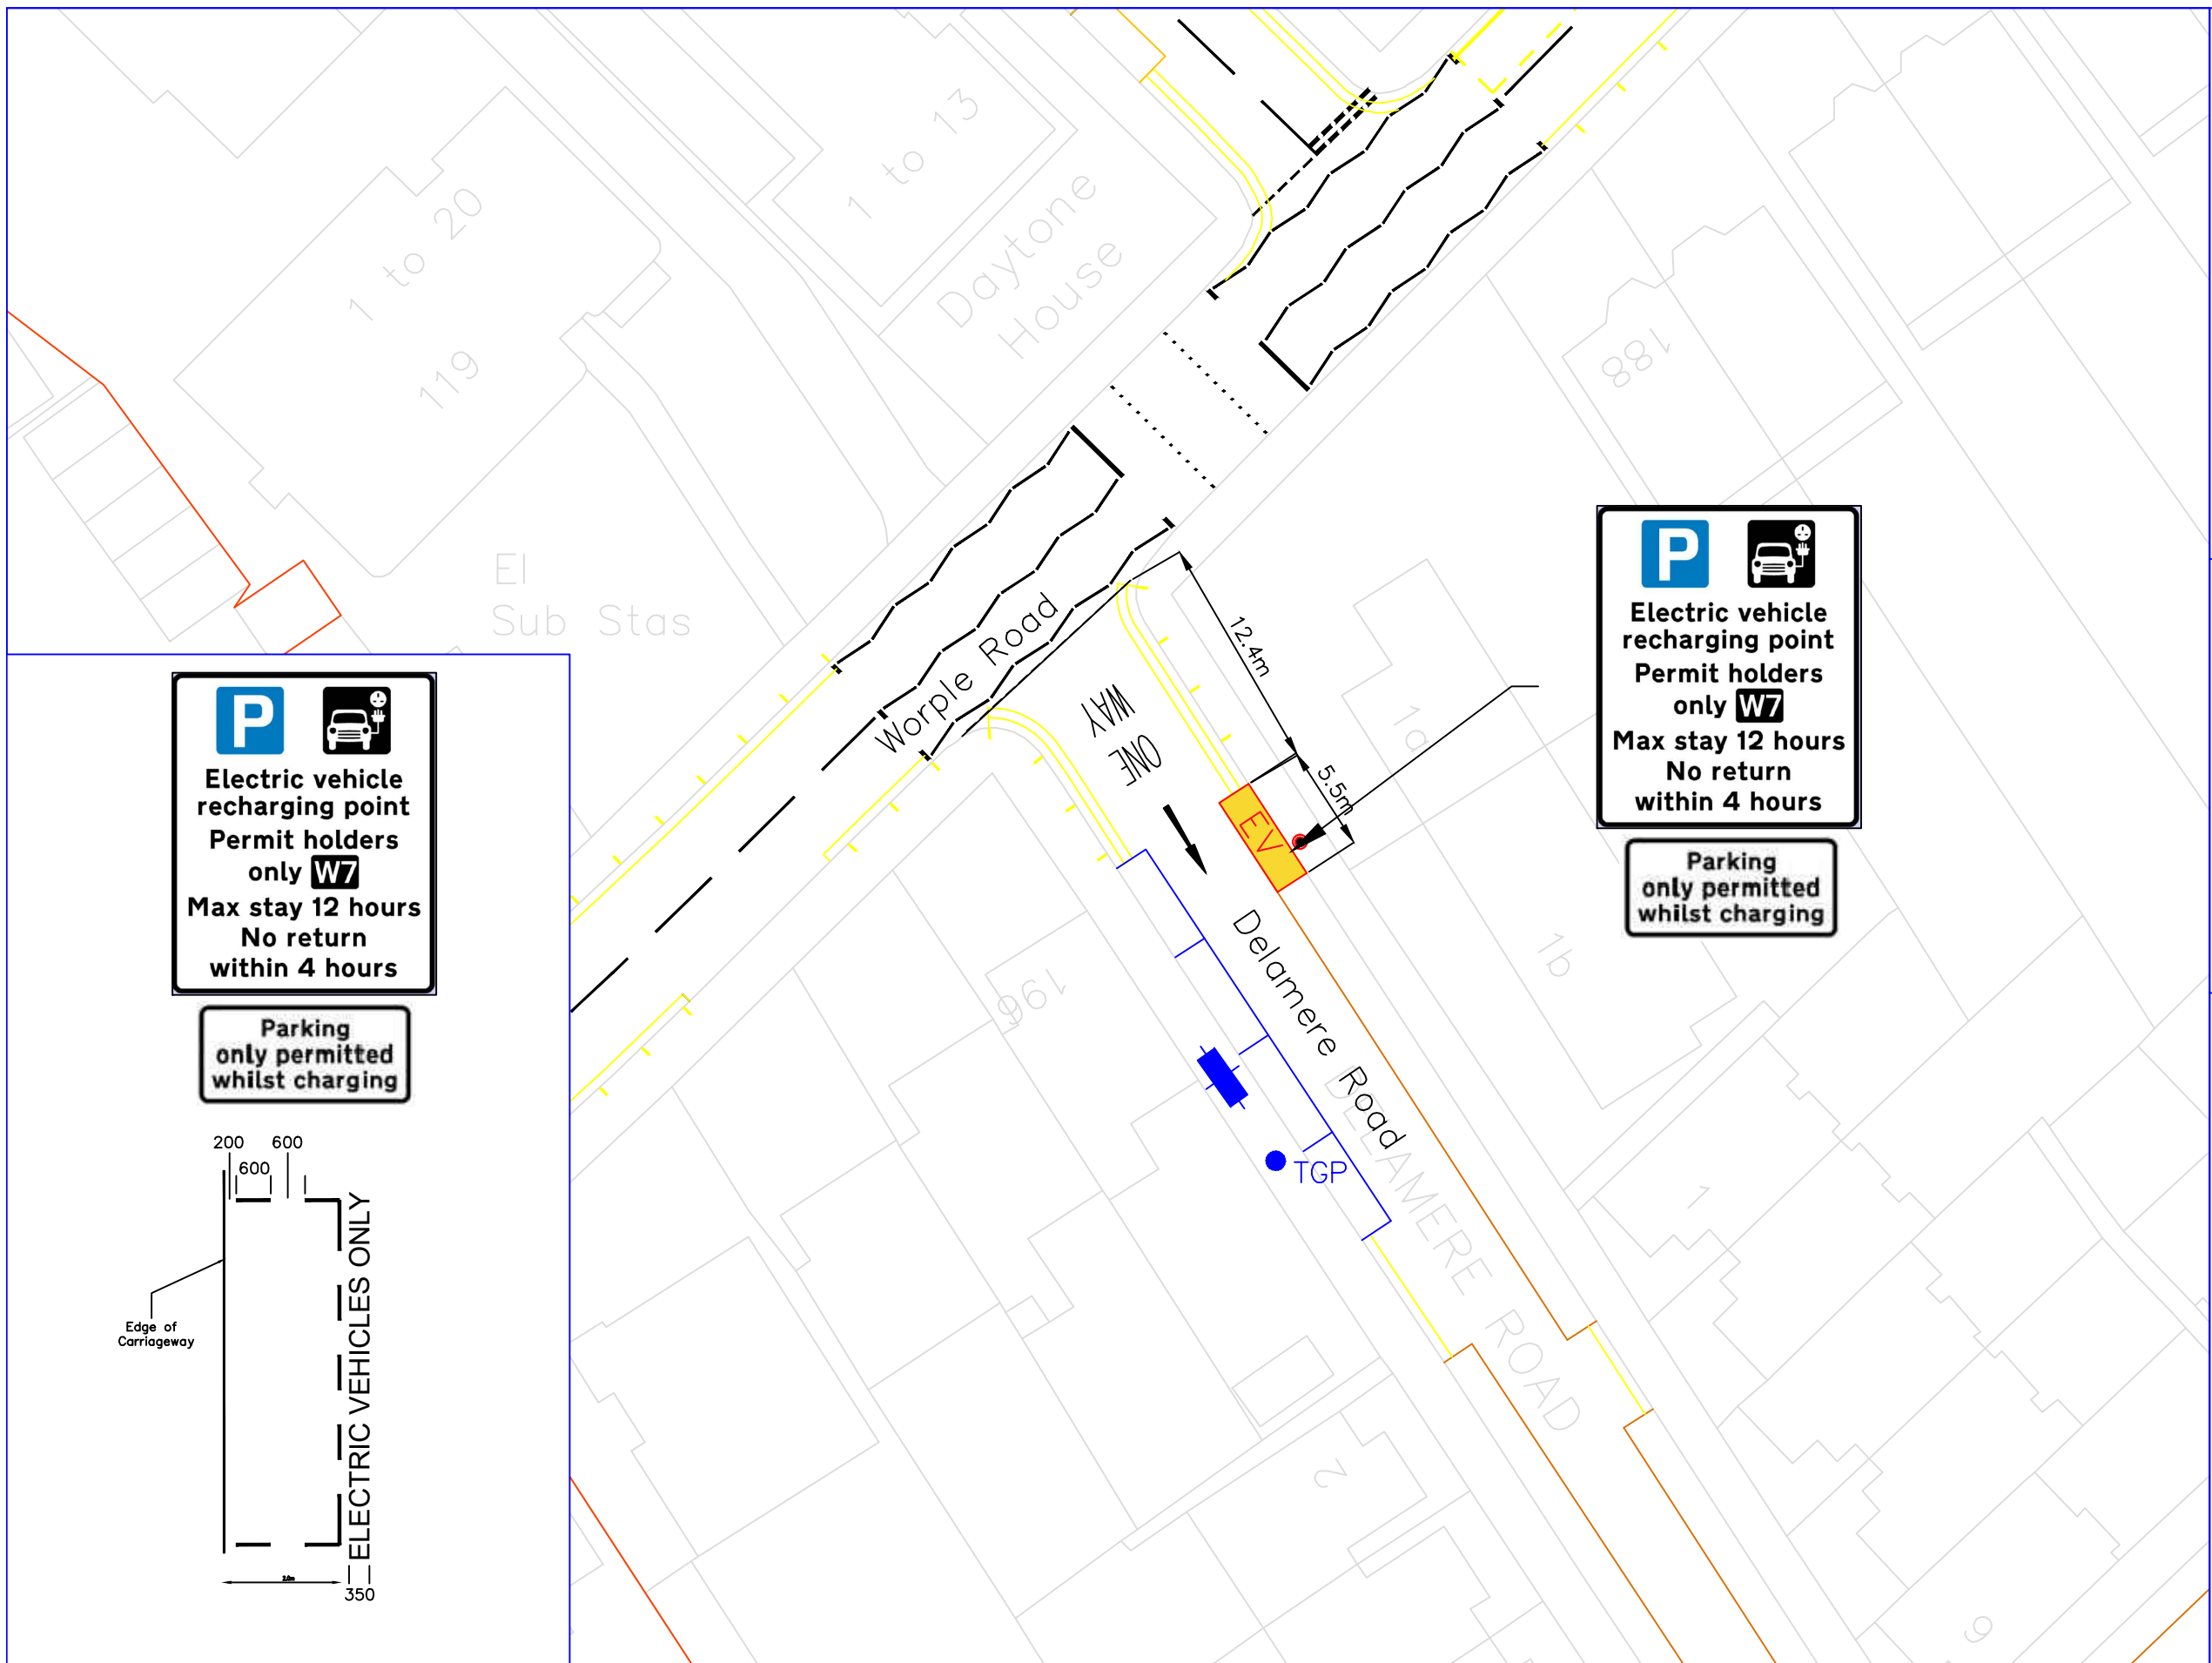 1 to 20
119
1 to 13
Daytone
House
188
El
Sub Stas
Worple Road
12.4m
5.5m
1a
1b
ONE
WAY
EV
Delamere Road
DELAMERE ROAD
196
TGP
1
2
9
P
Electric vehicle
recharging point
Permit holders
only W7
Max stay 12 hours
No return
within 4 hours
Parking
only permitted
whilst charging
P
Electric vehicle
recharging point
Permit holders
only W7
Max stay 12 hours
No return
within 4 hours
Parking
only permitted
whilst charging
200 600
600
ELECTRIC VEHICLES ONLY
Edge of
Carriageway
2.0m
350